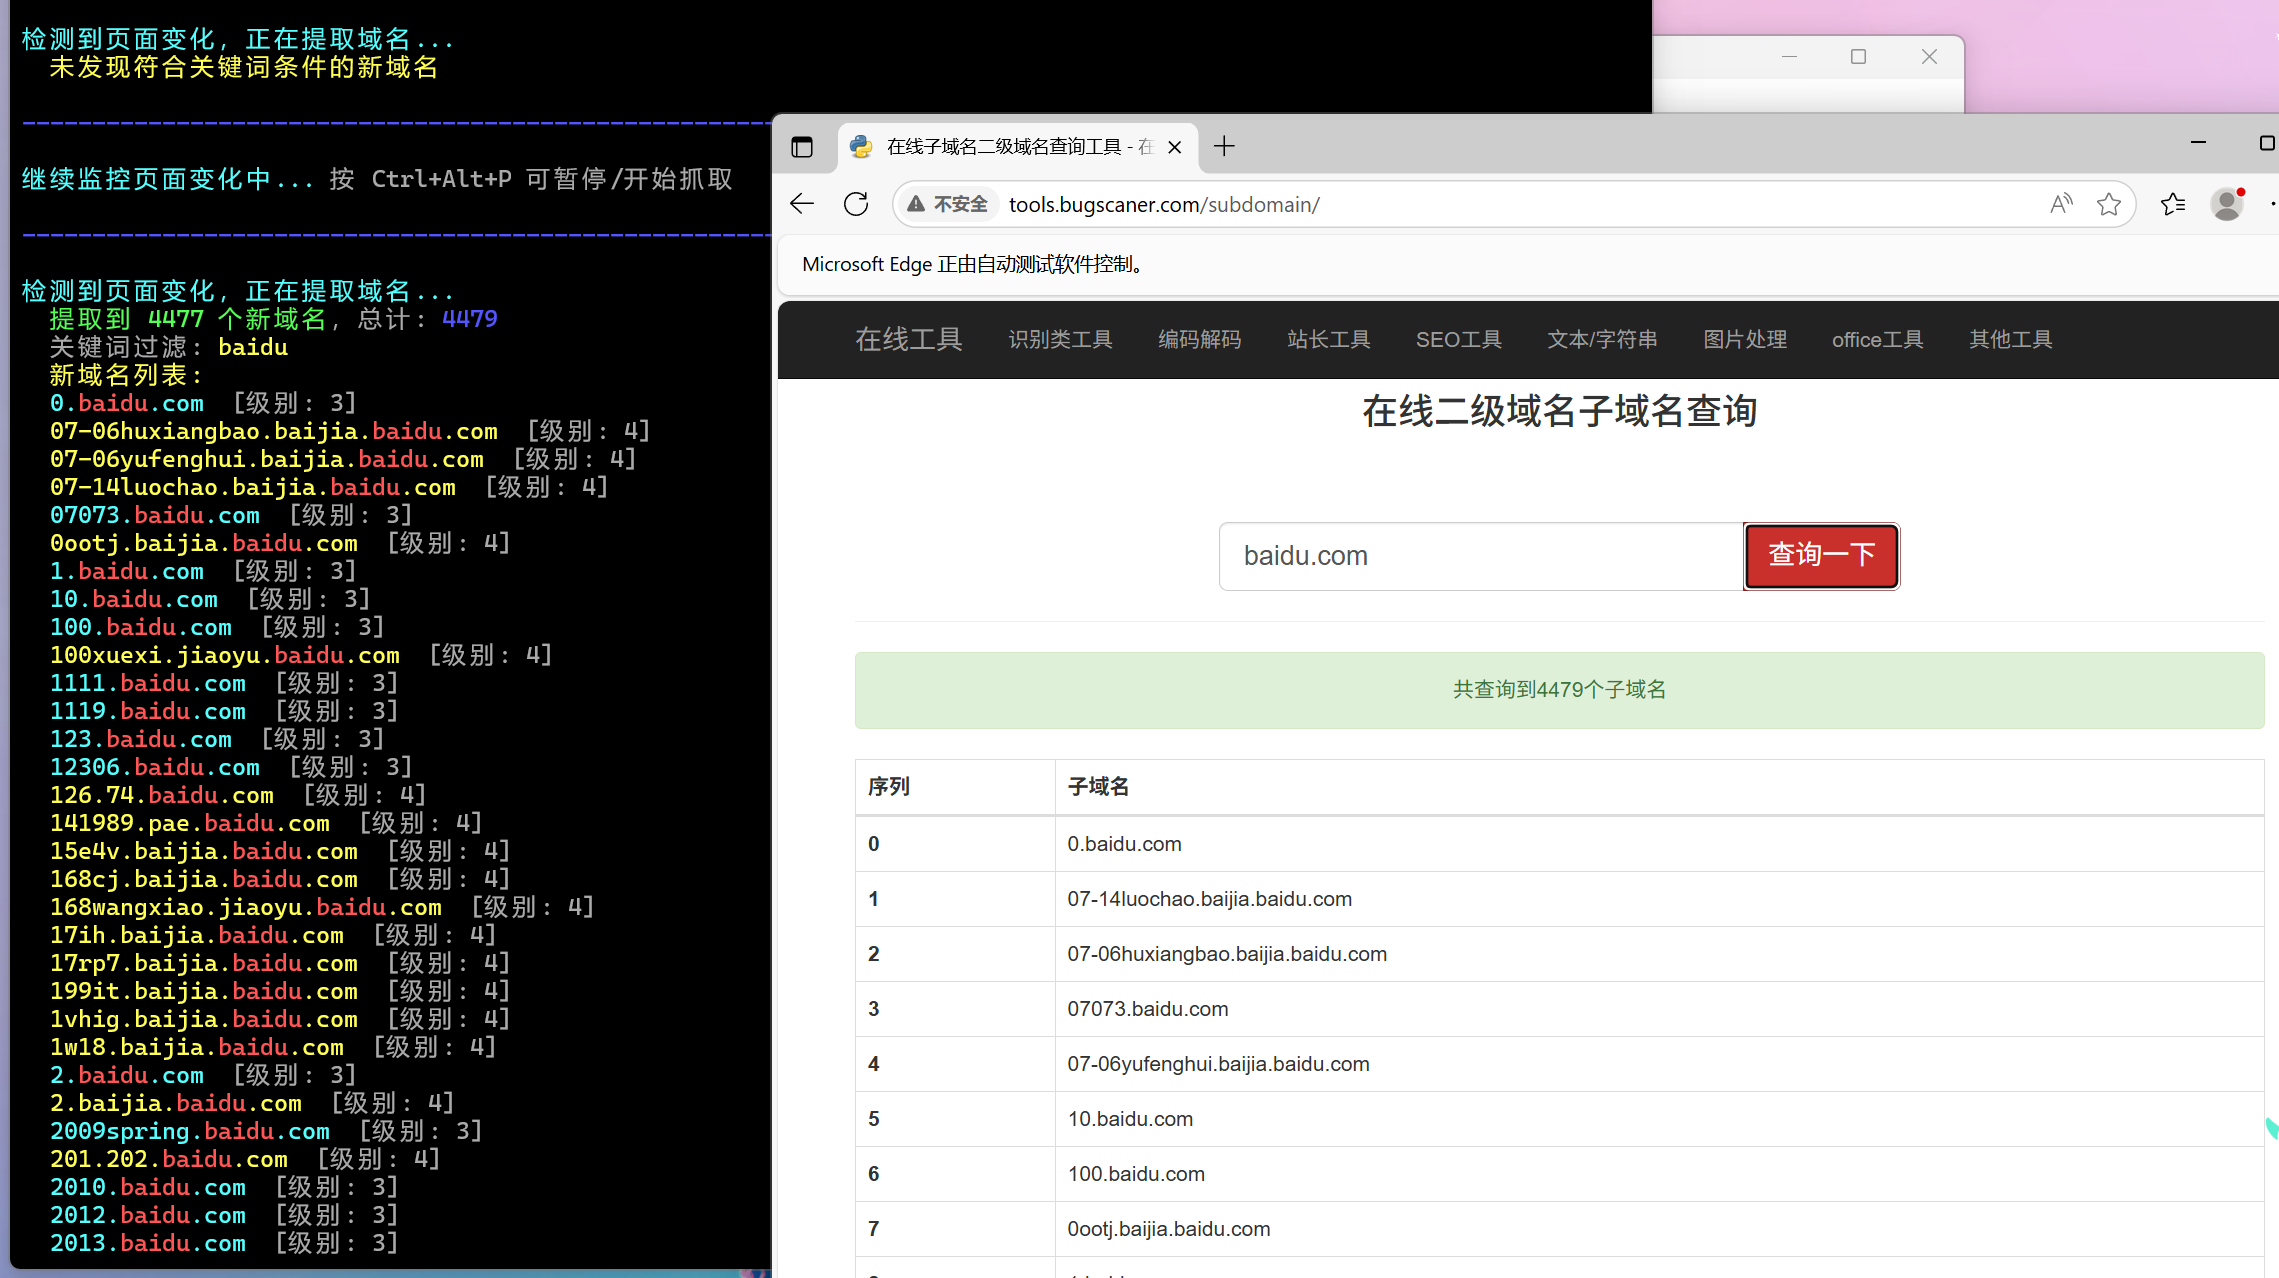 检测到页面变化, 正在提取域名...
未发现符合关键词条件的新域名
继续监控页面变化中... 按 Ctrl+Alt+P 可暂停/开始抓取
检测到页面变化, 正在提取域名...
提取到 4477 个新域名, 总计: 4479
关键词过滤: baidu
新域名列表:
0.baidu.com [级别: 3]
07-06huxiangbao.baijia.baidu.com [级别: 4]
07-06yufenghui.baijia.baidu.com [级别: 4]
07-14luochao.baijia.baidu.com [级别: 4]
07073.baidu.com [级别: 3]
0ootj.baijia.baidu.com [级别: 4]
1.baidu.com [级别: 3]
10.baidu.com [级别: 3]
100.baidu.com [级别: 3]
100xuexi.jiaoyu.baidu.com [级别: 4]
1111.baidu.com [级别: 3]
1119.baidu.com [级别: 3]
123.baidu.com [级别: 3]
12306.baidu.com [级别: 3]
126.74.baidu.com [级别: 4]
141989.pae.baidu.com [级别: 4]
15e4v.baijia.baidu.com [级别: 4]
168cj.baijia.baidu.com [级别: 4]
168wangxiao.jiaoyu.baidu.com [级别: 4]
17ih.baijia.baidu.com [级别: 4]
17rp7.baijia.baidu.com [级别: 4]
199it.baijia.baidu.com [级别: 4]
1vhig.baijia.baidu.com [级别: 4]
1w18.baijia.baidu.com [级别: 4]
2.baidu.com [级别: 3]
2.baijia.baidu.com [级别: 4]
2009spring.baidu.com [级别: 3]
201.202.baidu.com [级别: 4]
2010.baidu.com [级别: 3]
2012.baidu.com [级别: 3]
2013.baidu.com [级别: 3]
在线子域名二级域名查询工具 - 在
不安全 tools.bugscaner.com/subdomain/
Microsoft Edge 正由自动测试软件控制。
在线工具 识别类工具 编码解码 站长工具 SEO工具 文本/字符串 图片处理 office工具 其他工具
在线二级域名子域名查询
baidu.com 查询一下
共查询到4479个子域名
序列 子域名
0 0.baidu.com
1 07-14luochao.baijia.baidu.com
2 07-06huxiangbao.baijia.baidu.com
3 07073.baidu.com
4 07-06yufenghui.baijia.baidu.com
5 10.baidu.com
6 100.baidu.com
7 0ootj.baijia.baidu.com